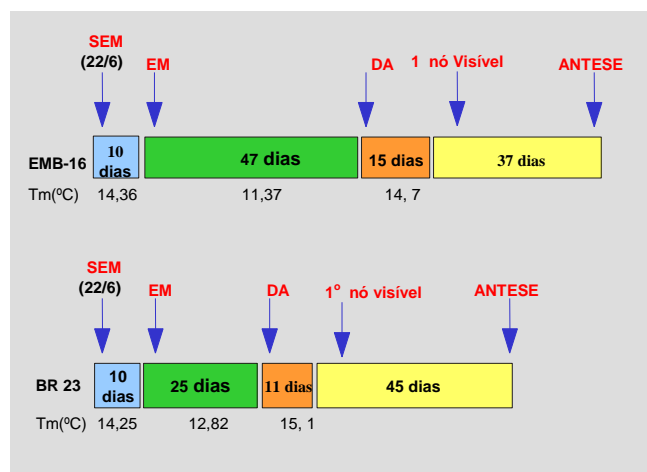 SEM
(22/6) EM DA 1 nó Visível ANTESE
EMB-16 10 dias 47 dias 15 dias 37 dias
Tm(ºC) 14,36 11,37 14, 7
SEM
(22/6) EM DA 1° nó visível ANTESE
BR 23 10 dias 25 dias 11 dias 45 dias
Tm(ºC) 14,25 12,82 15, 1